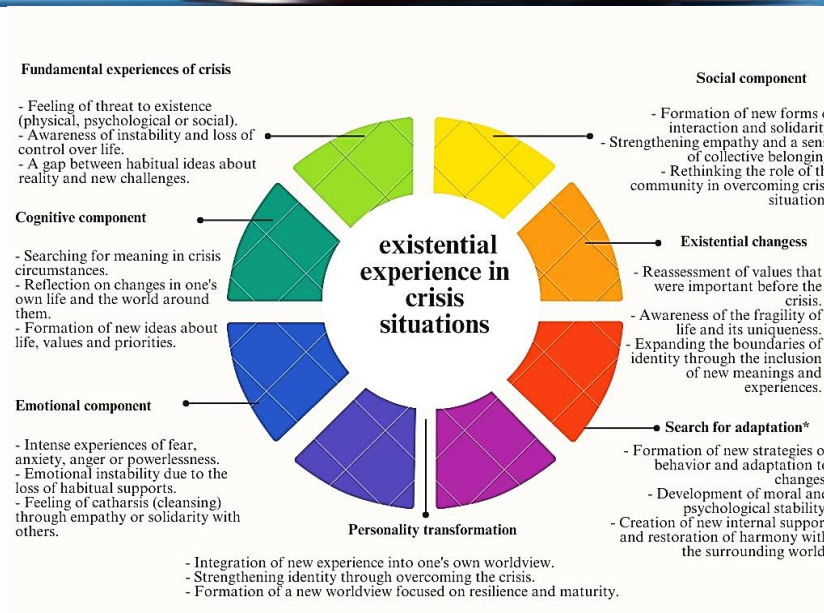 Fundamental experiences of crisis
- Feeling of threat to existence
(physical, psychological or social).
- Awareness of instability and loss of
control over life.
- A gap between habitual ideas about
reality and new challenges.
Cognitive component
- Searching for meaning in crisis
circumstances.
- Reflection on changes in one's
own life and the world around
them.
- Formation of new ideas about
life, values and priorities.
Emotional component
- Intense experiences of fear,
anxiety, anger or powerlessness.
- Emotional instability due to the
loss of habitual supports.
- Feeling of catharsis (cleansing)
through empathy or solidarity with
others.
existential
experience in
crisis
situations
Personality transformation
- Integration of new experience into one's own worldview.
- Strengthening identity through overcoming the crisis.
- Formation of a new worldview focused on resilience and maturity.
Social component
- Formation of new forms
interaction and solidarity
- Strengthening empathy and a
of collective belonging
- Rethinking the role of
community in overcoming
situation
Existential changess
- Reassessment of values that
were important before the
crisis.
- Awareness of the fragility of
life and its uniqueness.
- Expanding the boundaries of
identity through the inclusion
of new meanings and
experiences.
Search for adaptation*
- Formation of new strategies
behavior and adaptation
changes
- Development of moral and
psychological stability
- Creation of new internal
and restoration of harmony
the surrounding world